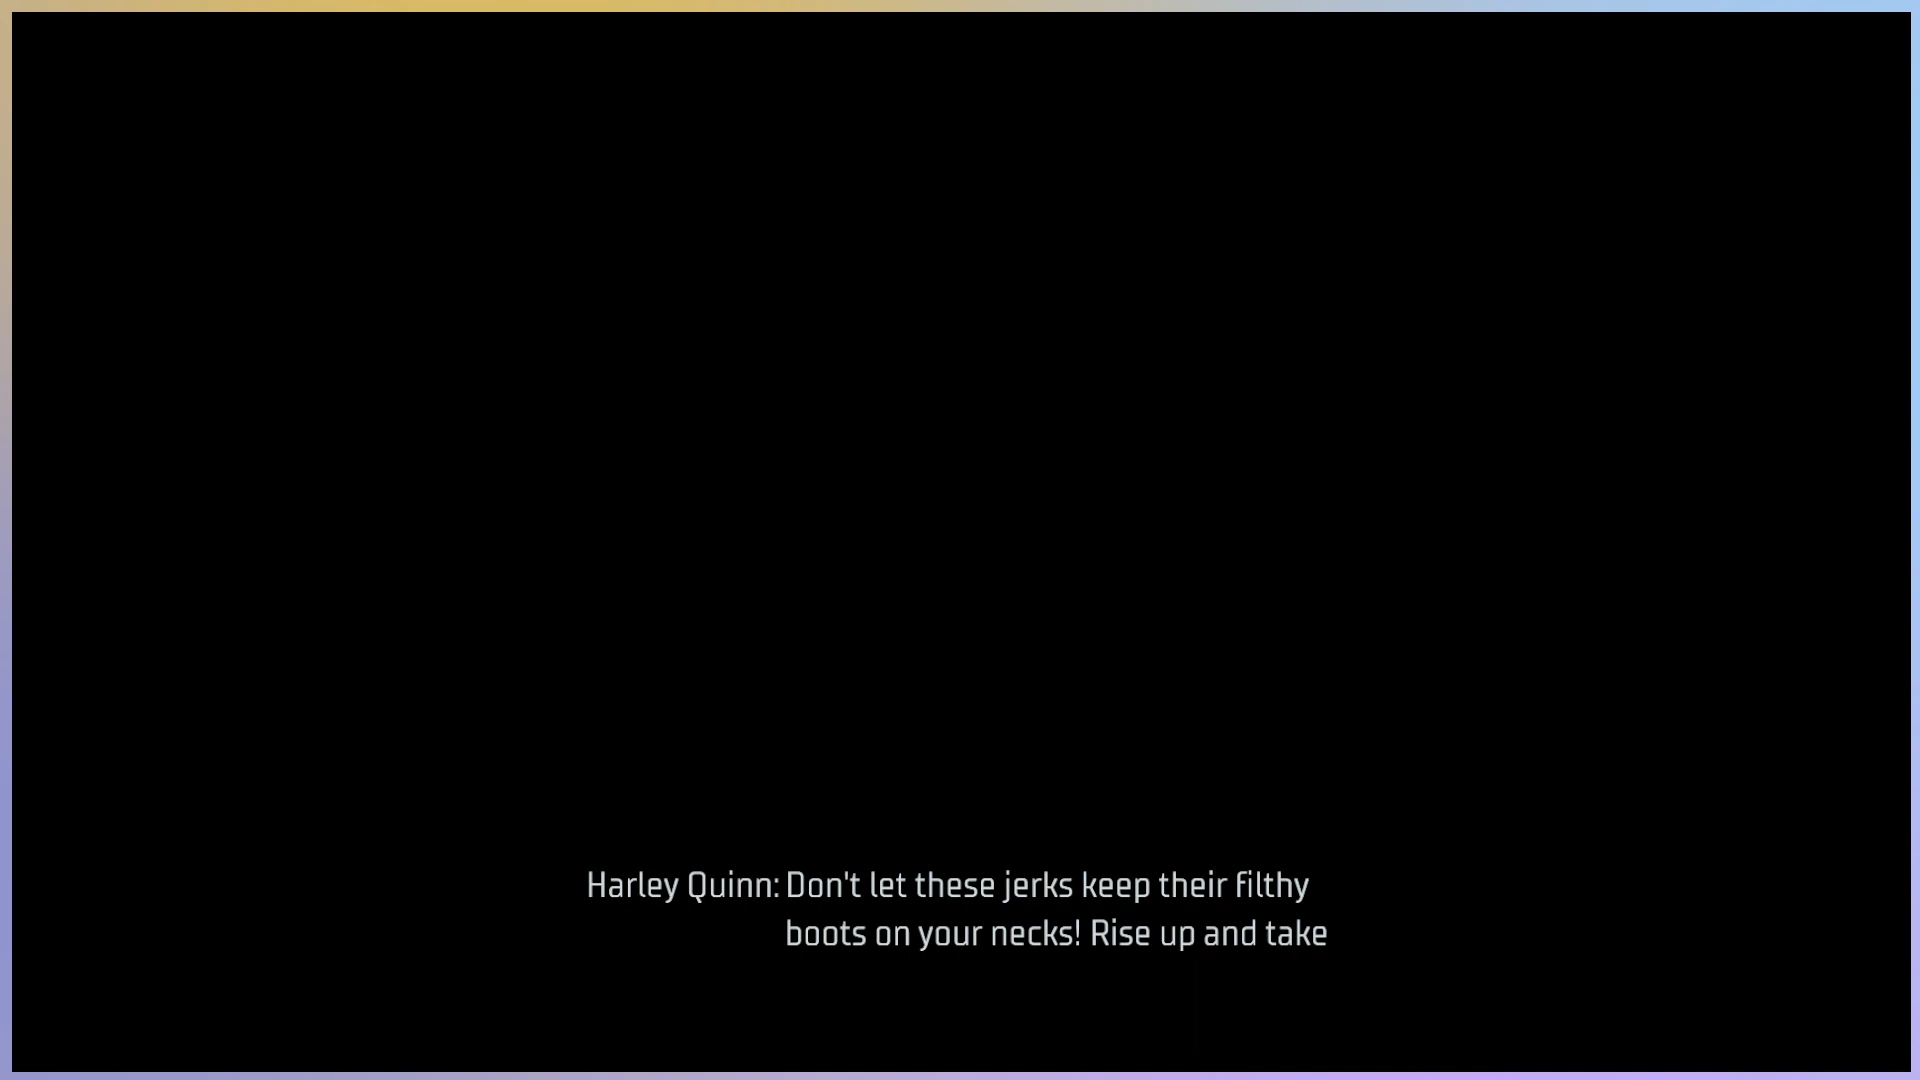 Harley Quinn: Don't let these jerks keep their filthy
boots on your necks! Rise up and take